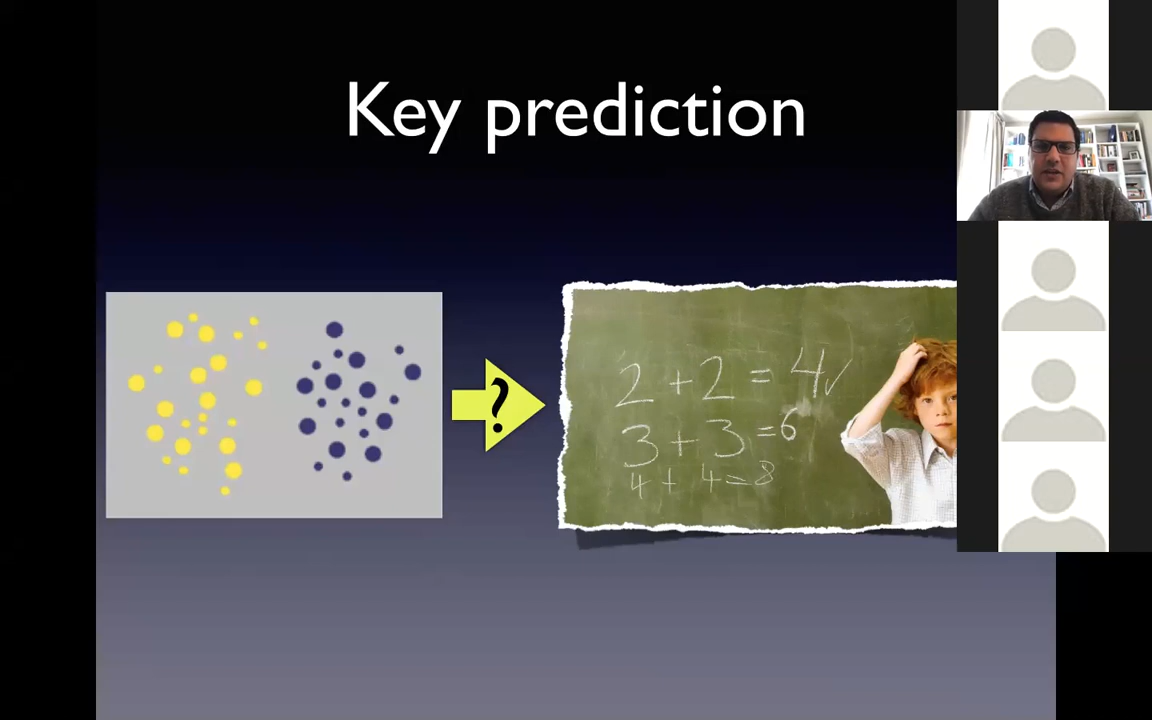 Key prediction
?
2 + 2 = 4 ✓
3 + 3 = 6
4 + 4 = 8